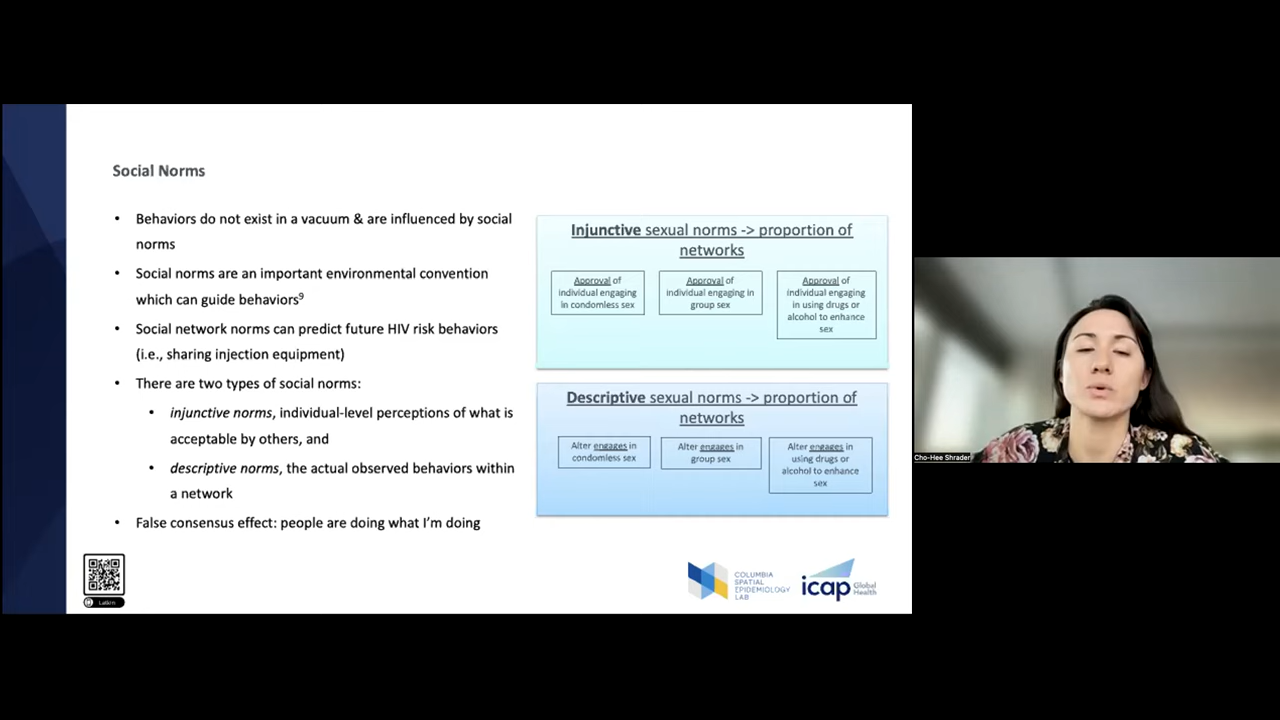 Social Norms
• Behaviors do not exist in a vacuum & are influenced by social
norms
• Social norms are an important environmental convention
which can guide behaviors⁹
• Social network norms can predict future HIV risk behaviors
(i.e., sharing injection equipment)
• There are two types of social norms:
• injunctive norms, individual-level perceptions of what is
acceptable by others, and
• descriptive norms, the actual observed behaviors within
a network
• False consensus effect: people are doing what I'm doing
Injunctive sexual norms -> proportion of
networks
Approval of
individual engaging
in condomless sex
Approval of
individual engaging in
group sex
Approval of
individual engaging
in using drugs or
alcohol to enhance
sex
Descriptive sexual norms -> proportion of
networks
Alter engages in
condomless sex
Alter engages in
group sex
Alter engages in
using drugs or
alcohol to enhance
sex
Latkin
COLUMBIA
SPATIAL
EPIDEMIOLOGY
LAB
icap Global
Health
Cho-Hee Shrader